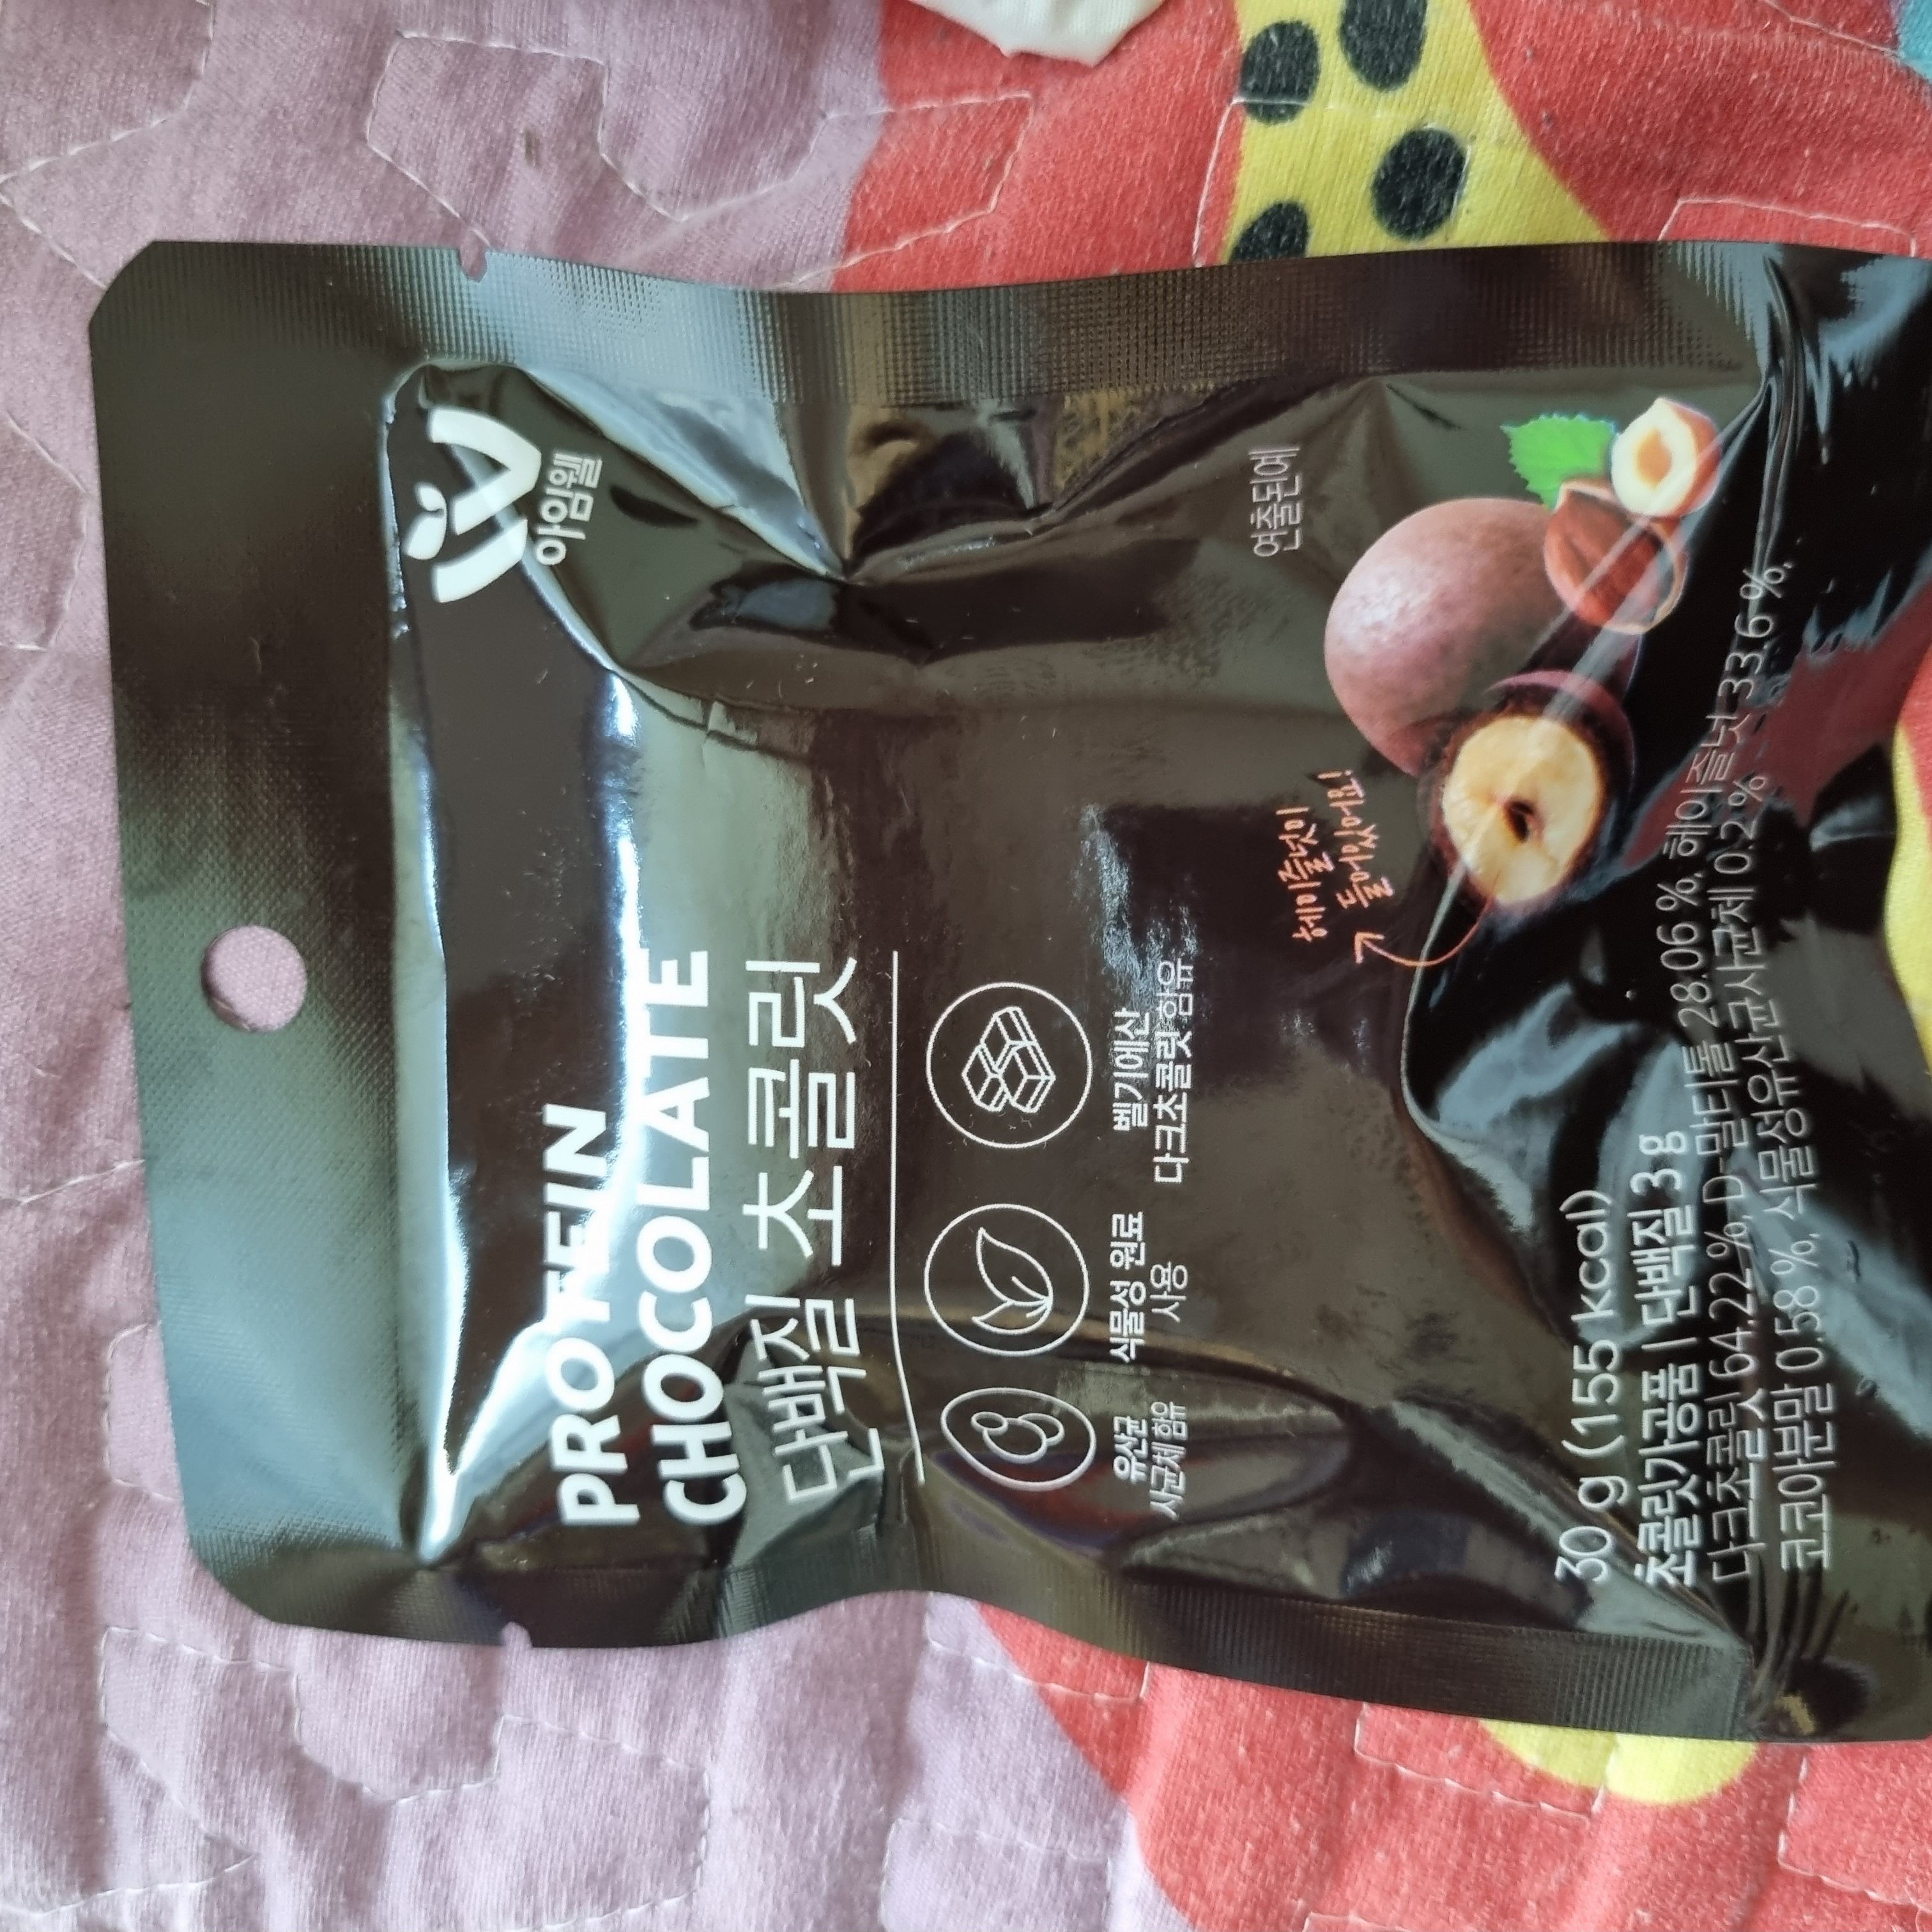 아임웰
PROTEIN
CHOCOLATE
단백질 초콜릿
유산균
사균체 함유
식물성 원료
사용
벨기에산
다크초콜릿 함유
연출된 예
헤이즐넛이
들어있어요!
30 g (155 kcal)
초콜릿가공품 | 단백질 3 g
다크초콜릿 64.22 %, D-말티톨 28.06 %, 헤이즐넛 33.6 %,
코코아분말 0.58 %, 식물성유산균사균체 0.2 %